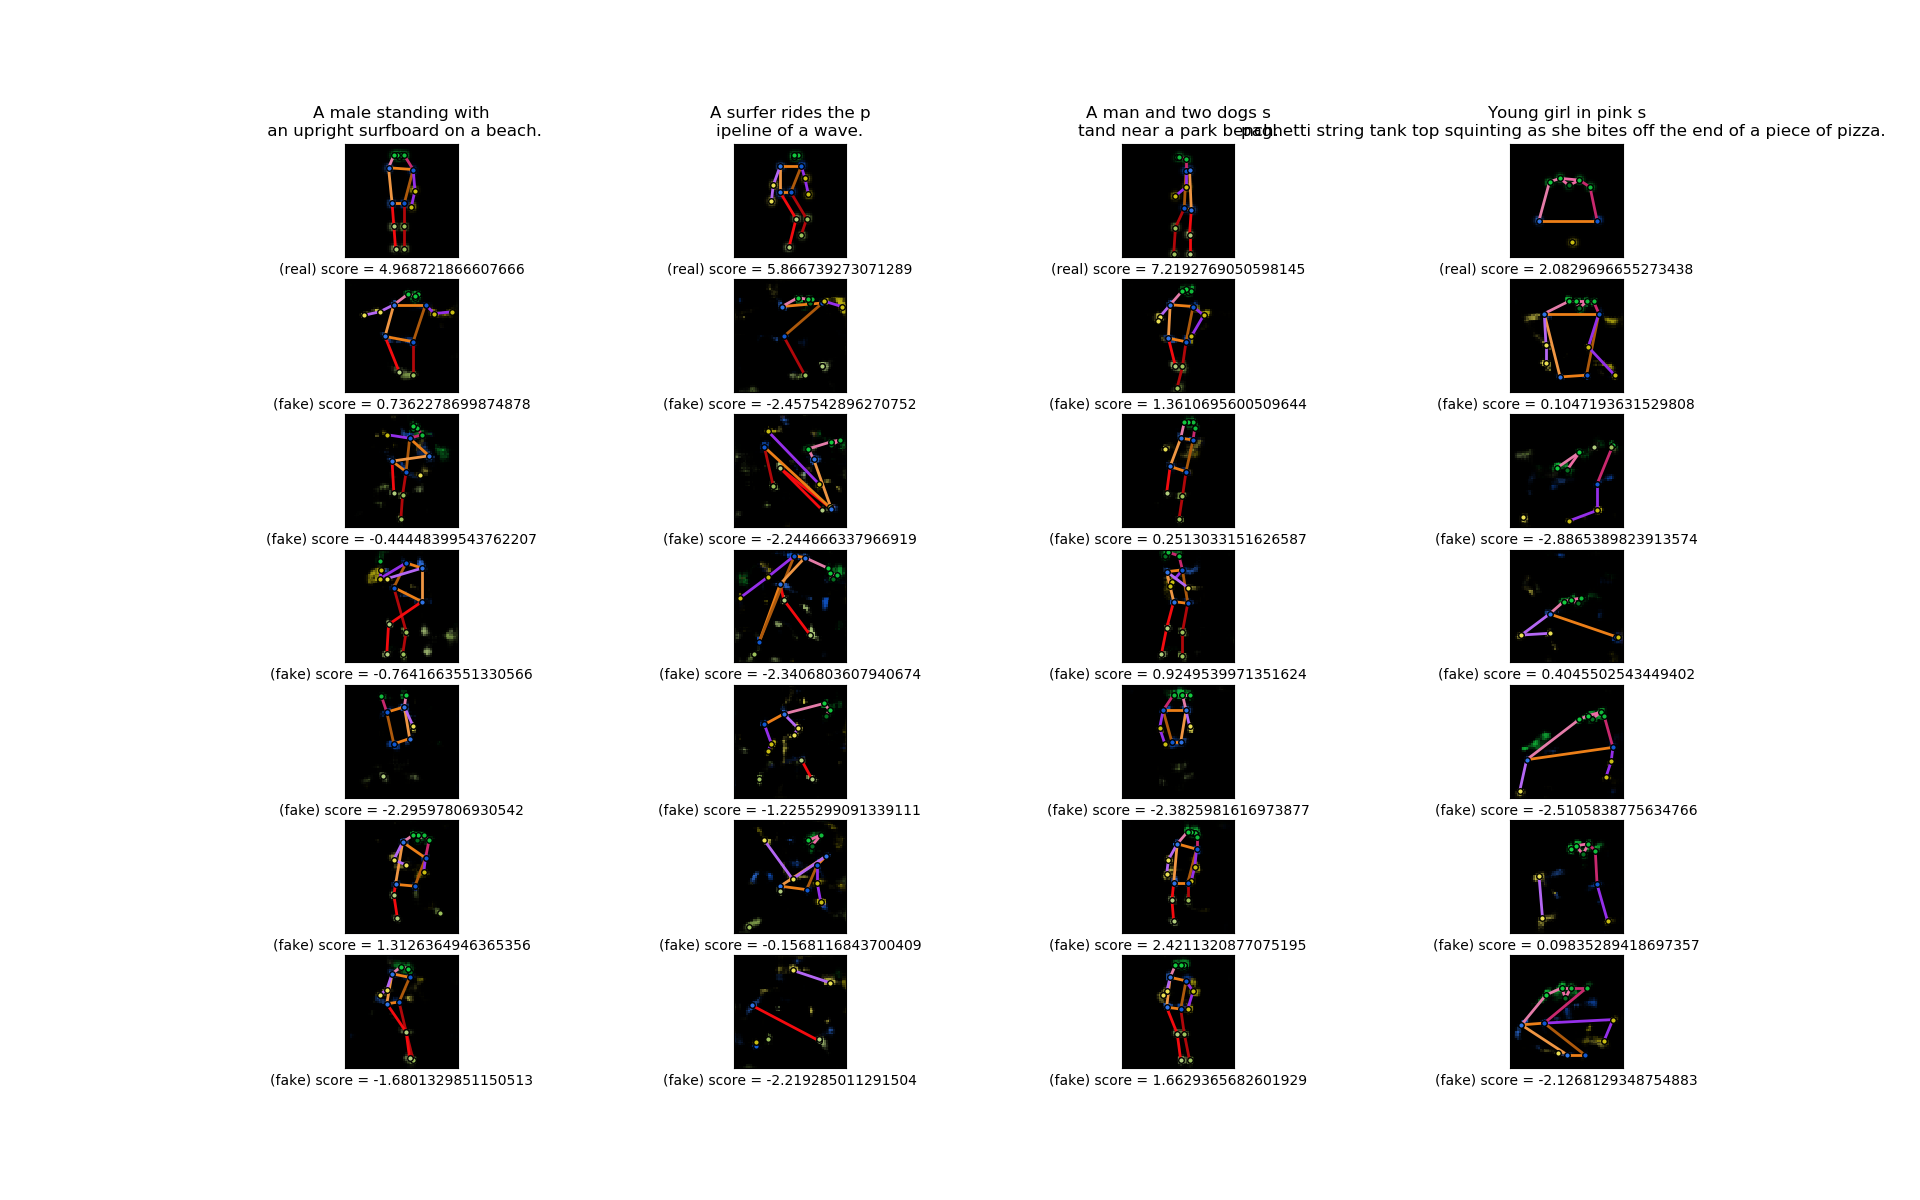 A male standing with
an upright surfboard on a beach.
A surfer rides the p
ipeline of a wave.
A man and two dogs s
tand near a park bench.
Young girl in pink s
paghetti string tank top squinting as she bites off the end of a piece of pizza.
(real) score = 4.968721866607666
(real) score = 5.866739273071289
(real) score = 7.2192769050598145
(real) score = 2.0829696655273438
(fake) score = 0.7362278699874878
(fake) score = -2.457542896270752
(fake) score = 1.3610695600509644
(fake) score = 0.1047193631529808
(fake) score = -0.44448399543762207
(fake) score = -2.244666337966919
(fake) score = 0.2513033151626587
(fake) score = -2.8865389823913574
(fake) score = -0.7641663551330566
(fake) score = -2.3406803607940674
(fake) score = 0.9249539971351624
(fake) score = 0.4045502543449402
(fake) score = -2.29597806930542
(fake) score = -1.2255299091339111
(fake) score = -2.3825981616973877
(fake) score = -2.5105838775634766
(fake) score = 1.3126364946365356
(fake) score = -0.1568116843700409
(fake) score = 2.4211320877075195
(fake) score = 0.09835289418697357
(fake) score = -1.6801329851150513
(fake) score = -2.219285011291504
(fake) score = 1.6629365682601929
(fake) score = -2.1268129348754883